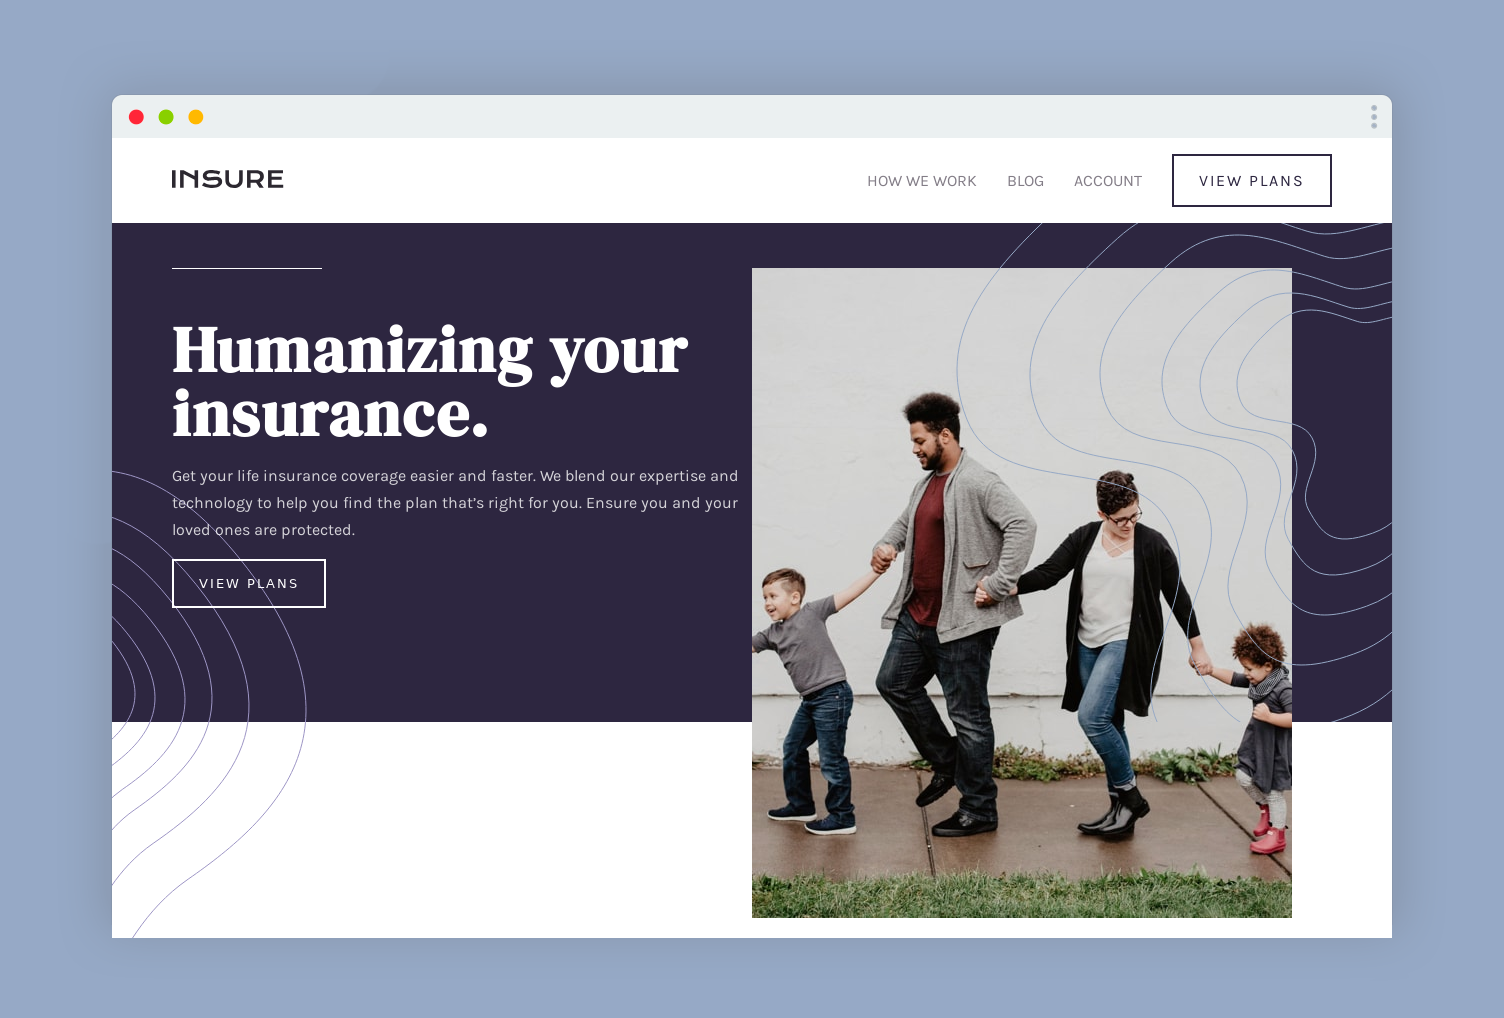 INSURE
HOW WE WORK
BLOG
ACCOUNT
VIEW PLANS
Humanizing your
insurance.
Get your life insurance coverage easier and faster. We blend our expertise and
technology to help you find the plan that’s right for you. Ensure you and your
loved ones are protected.
VIEW PLANS